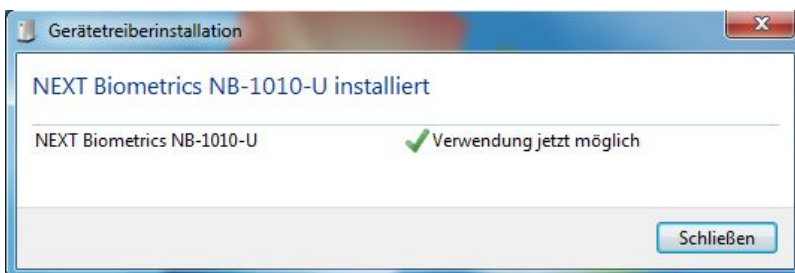 Gerätetreiberinstallation
NEXT Biometrics NB-1010-U installiert
NEXT Biometrics NB-1010-U Verwendung jetzt möglich
Schließen